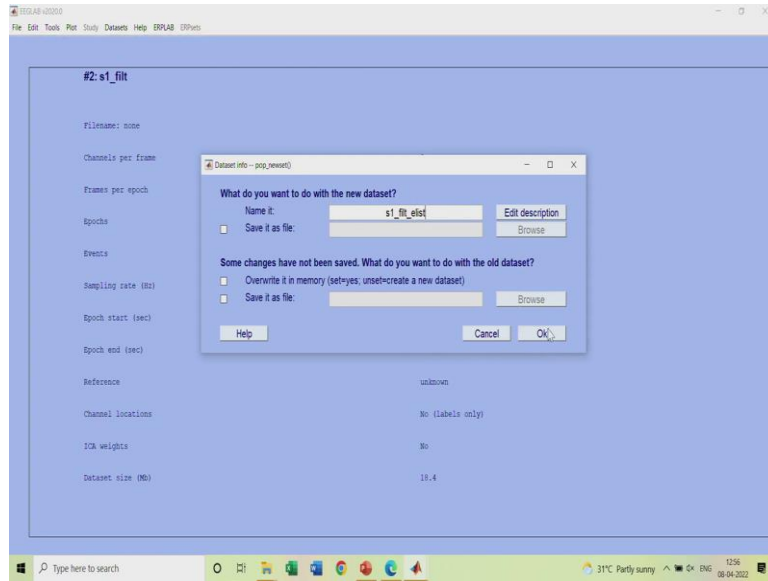 EEGLAB v2020.0
File Edit Tools Plot Study Datasets Help ERPLAB ERPsets
#2: s1_filt
Filename: none
Channels per frame
Frames per epoch
Epochs
Events
Sampling rate (Hz)
Epoch start (sec)
Epoch end (sec)
Reference unknown
Channel locations No (labels only)
ICA weights No
Dataset size (Mb) 18.4
Dataset info -- pop_newset()
What do you want to do with the new dataset?
Name it: s1_filt_elist Edit description
Save it as file: Browse
Some changes have not been saved. What do you want to do with the old dataset?
Overwrite it in memory (set=yes; unset=create a new dataset)
Save it as file: Browse
Help Cancel Ok
Type here to search
31°C Partly sunny ENG 12:56
08-04-2022